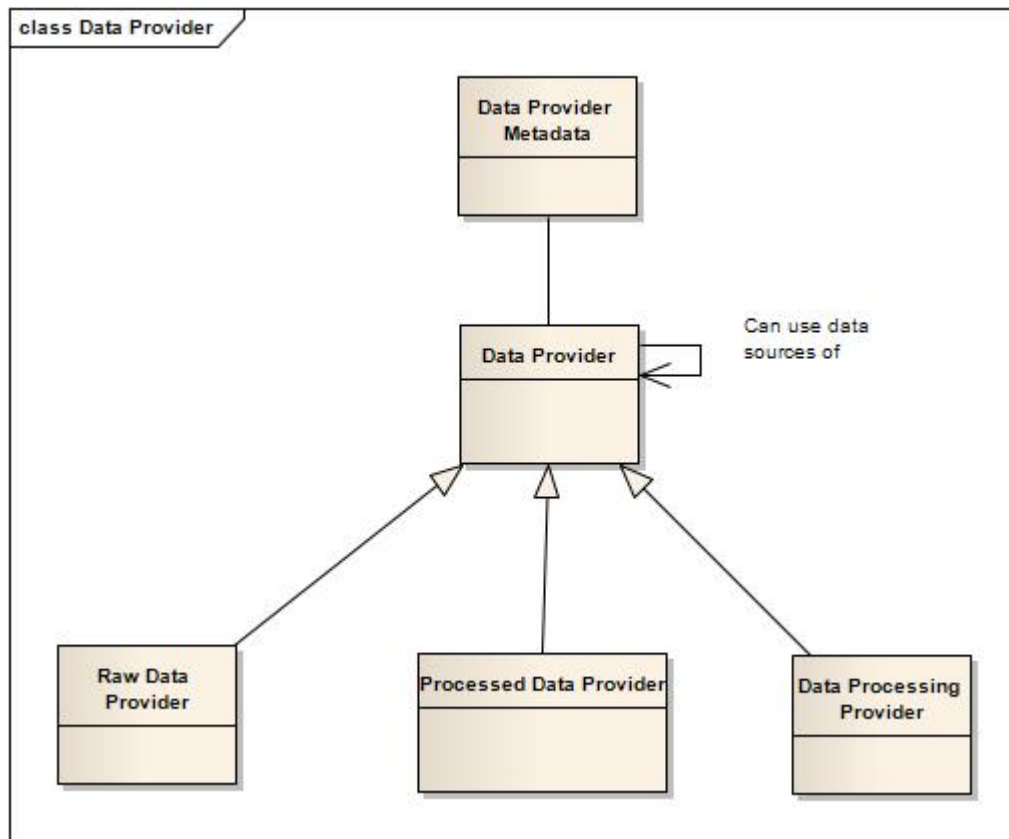 class Data Provider
Data Provider
Metadata
Data Provider
Can use data
sources of
Raw Data
Provider
Processed Data Provider
Data Processing
Provider